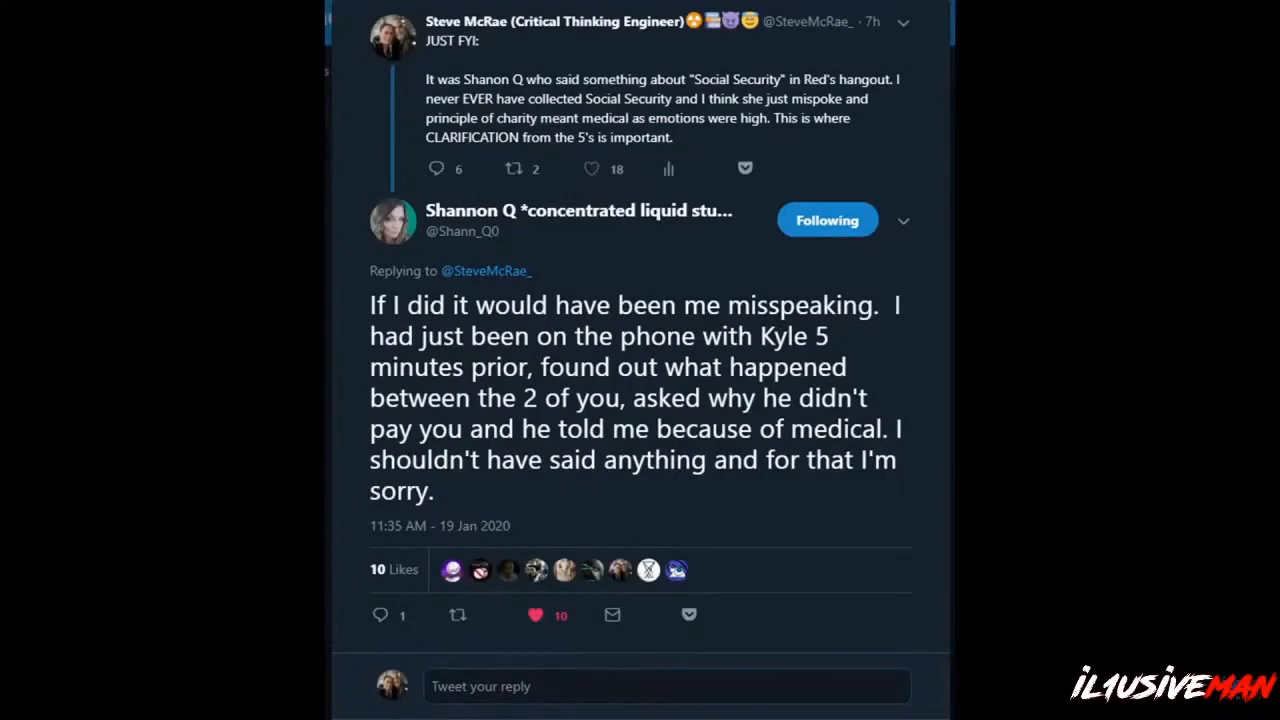 Steve McRae (Critical Thinking Engineer)☢️📚😈😇 @SteveMcRae_ · 7h
JUST FYI:
It was Shanon Q who said something about "Social Security" in Red's hangout. I
never EVER have collected Social Security and I think she just mispoke and
principle of charity meant medical as emotions were high. This is where
CLARIFICATION from the 5's is important.
6 2 18
Shannon Q *concentrated liquid stu...
@Shann_Q0
Following
Replying to @SteveMcRae_
If I did it would have been me misspeaking. I
had just been on the phone with Kyle 5
minutes prior, found out what happened
between the 2 of you, asked why he didn't
pay you and he told me because of medical. I
shouldn't have said anything and for that I'm
sorry.
11:35 AM - 19 Jan 2020
10 Likes
1 10
Tweet your reply
iL1USiVEMAN